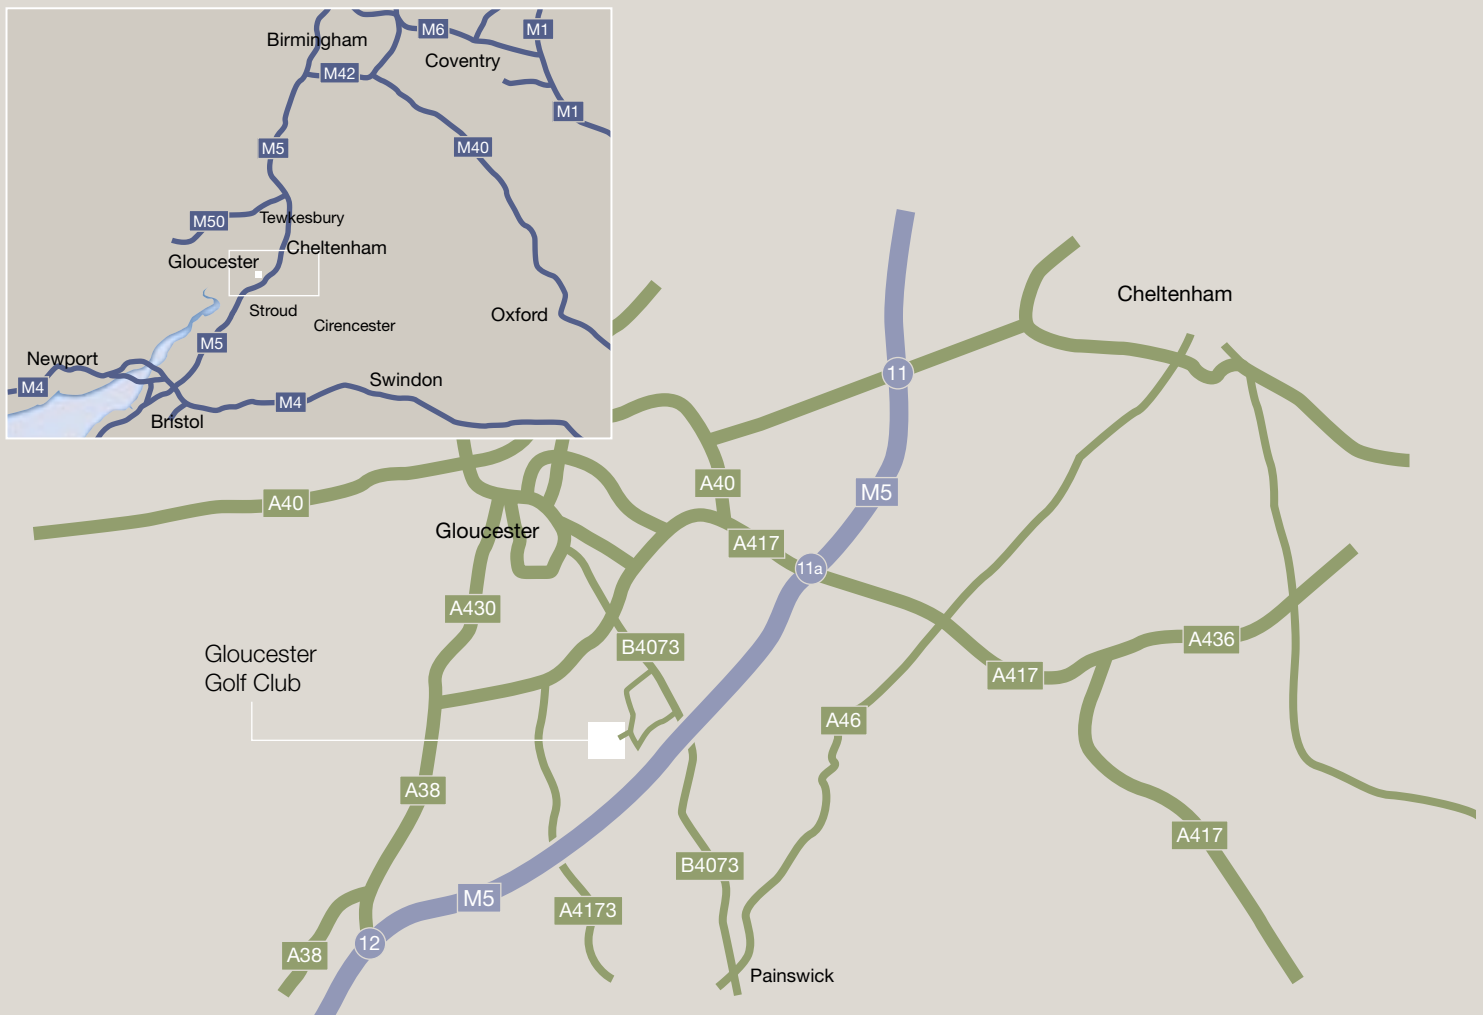 Birmingham
M6
M1
Coventry
M42
M1
M5
M40
M50
Tewkesbury
Cheltenham
Gloucester
Stroud
Oxford
Cirencester
M5
Newport
Swindon
M4
M4
Bristol
Cheltenham
11
A40
M5
A40
Gloucester
A417
11a
A430
B4073
A436
Gloucester
Golf Club
A417
A46
A38
A417
B4073
M5
A4173
12
A38
Painswick